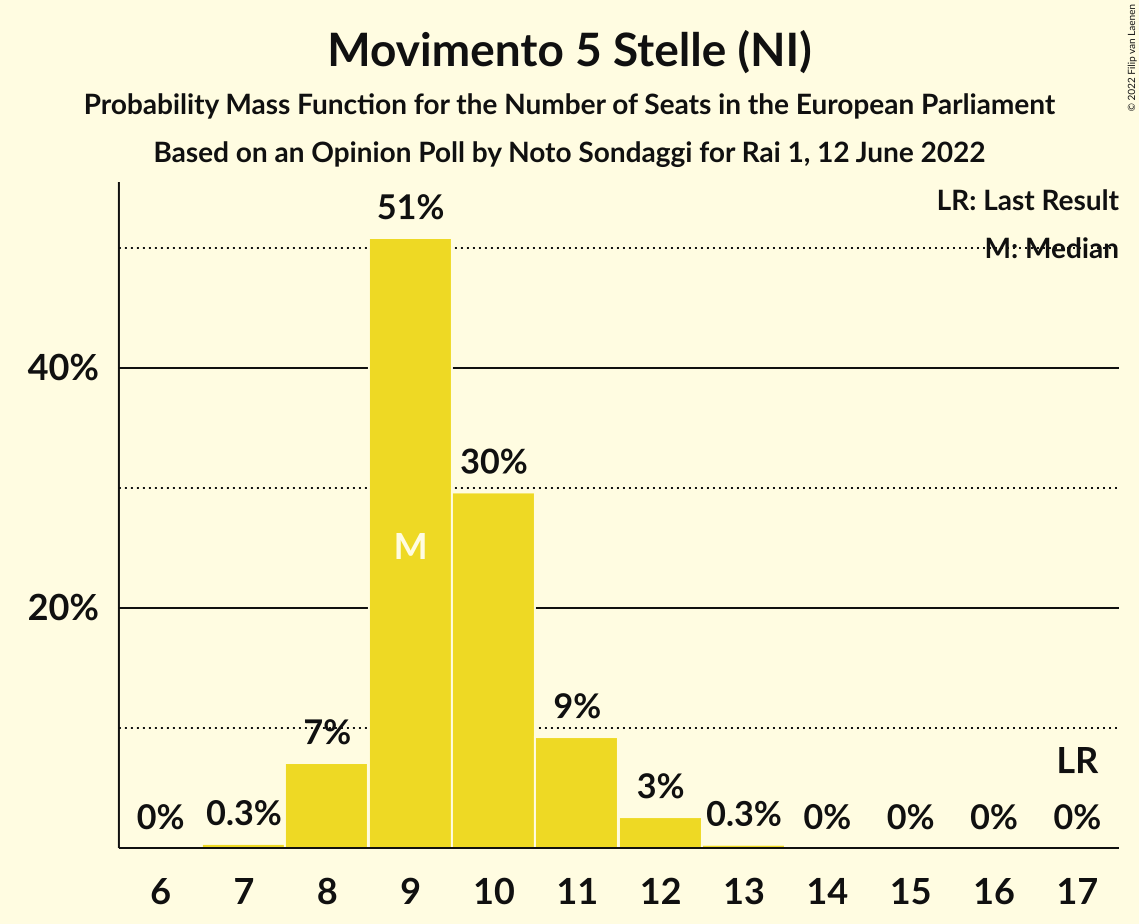 © 2022 Filip van Laenen
Movimento 5 Stelle (NI)
Probability Mass Function for the Number of Seats in the European Parliament
Based on an Opinion Poll by Noto Sondaggi for Rai 1, 12 June 2022
LR: Last Result
M: Median
51%
40%
30%
M
20%
9%
7%
LR
3%
0% 0.3% 0.3% 0% 0% 0% 0%
6 7 8 9 10 11 12 13 14 15 16 17